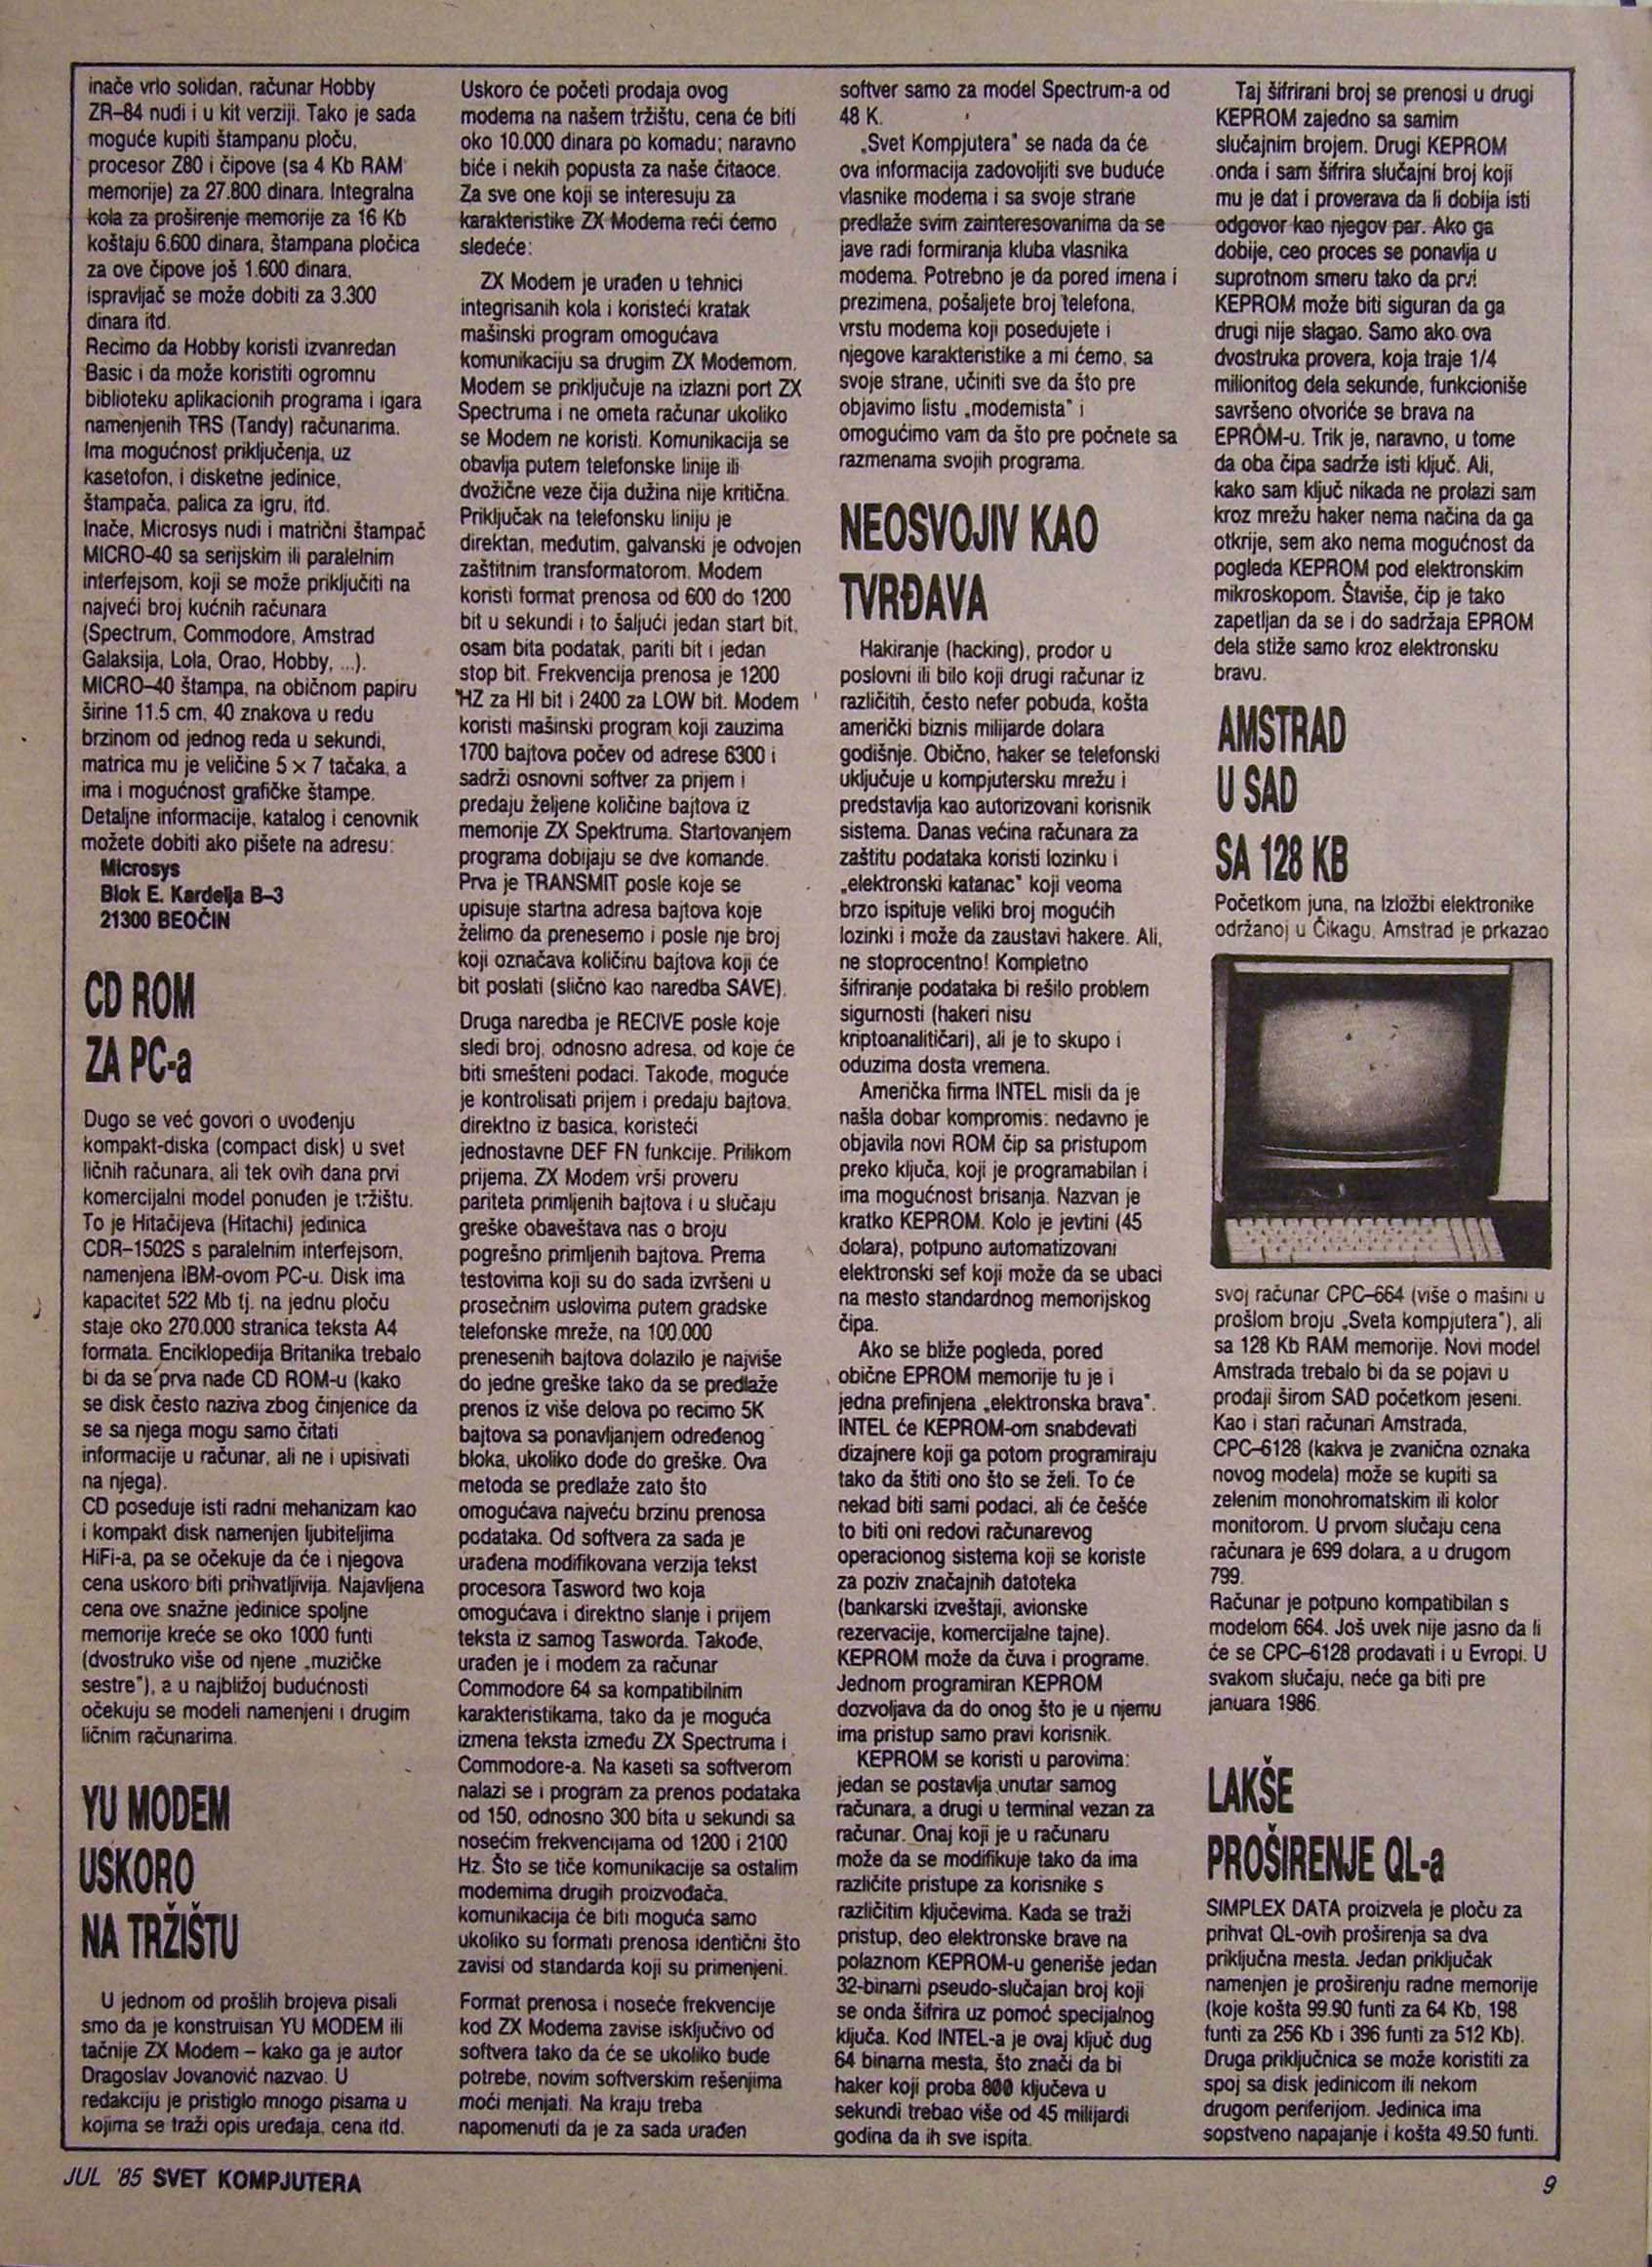 inače vrlo solidan, računar Hobby
ZR–84 nudi i u kit verziji. Tako je sada
moguće kupiti štampanu ploču,
procesor Z80 i čipove (sa 4 Kb RAM
memorije) za 27.800 dinara. Integralna
kola za proširenje memorije za 16 Kb
koštaju 6.600 dinara, štampana pločica
za ove čipove još 1.600 dinara,
ispravljač se može dobiti za 3.300
dinara itd.
Recimo da Hobby koristi izvanredan
Basic i da može koristiti ogromnu
biblioteku aplikacionih programa i igara
namenjenih TRS (Tandy) računarima.
Ima mogućnost priključenja, uz
kasetofon, i disketne jedinice,
štampača, palica za igru, itd.
Inače, Microsys nudi i matrični štampač
MICRO–40 sa serijskim ili paralelnim
interfejsom, koji se može priključiti na
najveći broj kućnih računara
(Spectrum, Commodore, Amstrad
Galaksija, Lola, Orao, Hobby, ...).
MICRO–40 štampa, na običnom papiru
širine 11.5 cm, 40 znakova u redu
brzinom od jednog reda u sekundi,
matrica mu je veličine 5 × 7 tačaka, a
ima i mogućnost grafičke štampe.
Detaljne informacije, katalog i cenovnik
možete dobiti ako pišete na adresu:
Microsys
Blok E. Kardelja B–3
21300 BEOČIN
CD ROM
ZA PC-a
Dugo se već govori o uvođenju
kompakt-diska (compact disk) u svet
ličnih računara, ali tek ovih dana prvi
komercijalni model ponuđen je tržištu.
To je Hitačijeva (Hitachi) jedinica
CDR–1502S s paralelnim interfejsom,
namenjena IBM-ovom PC-u. Disk ima
kapacitet 522 Mb tj. na jednu ploču
staje oko 270.000 stranica teksta A4
formata. Enciklopedija Britanika trebalo
bi da se prva nađe CD ROM-u (kako
se disk često naziva zbog činjenice da
se sa njega mogu samo čitati
informacije u računar, ali ne i upisivati
na njega).
CD poseduje isti radni mehanizam kao
i kompakt disk namenjen ljubiteljima
HiFi-a, pa se očekuje da će i njegova
cena uskoro biti prihvatljivija. Najavljena
cena ove snažne jedinice spoljne
memorije kreće se oko 1000 funti
(dvostruko više od njene „muzičke
sestre"), a u najbližoj budućnosti
očekuju se modeli namenjeni i drugim
ličnim računarima.
YU MODEM
USKORO
NA TRŽIŠTU
U jednom od prošlih brojeva pisali
smo da je konstruisan YU MODEM ili
tačnije ZX Modem – kako ga je autor
Dragoslav Jovanović nazvao. U
redakciju je pristiglo mnogo pisama u
kojima se traži opis uređaja, cena itd.
Uskoro će početi prodaja ovog
modema na našem tržištu, cena će biti
oko 10.000 dinara po komadu; naravno
biće i nekih popusta za naše čitaoce.
Za sve one koji se interesuju za
karakteristike ZX Modema reći ćemo
sledeće:
ZX Modem je urađen u tehnici
integrisanih kola i koristeći kratak
mašinski program omogućava
komunikaciju sa drugim ZX Modemom.
Modem se priključuje na izlazni port ZX
Spectruma i ne ometa računar ukoliko
se Modem ne koristi. Komunikacija se
obavlja putem telefonske linije ili
dvožične veze čija dužina nije kritična.
Priključak na telefonsku liniju je
direktan, međutim, galvanski je odvojen
zaštitnim transformatorom. Modem
koristi format prenosa od 600 do 1200
bit u sekundi i to šaljući jedan start bit,
osam bita podatak, pariti bit i jedan
stop bit. Frekvencija prenosa je 1200
HZ za HI bit i 2400 za LOW bit. Modem
koristi mašinski program koji zauzima
1700 bajtova počev od adrese 6300 i
sadrži osnovni softver za prijem i
predaju željene količine bajtova iz
memorije ZX Spektruma. Startovanjem
programa dobijaju se dve komande.
Prva je TRANSMIT posle koje se
upisuje startna adresa bajtova koje
želimo da prenesemo i posle nje broj
koji označava količinu bajtova koji će
bit poslati (slično kao naredba SAVE).
Druga naredba je RECIVE posle koje
sledi broj, odnosno adresa, od koje će
biti smešteni podaci. Takođe, moguće
je kontrolisati prijem i predaju bajtova,
direktno iz basica, koristeći
jednostavne DEF FN funkcije. Prilikom
prijema, ZX Modem vrši proveru
pariteta primljenih bajtova i u slučaju
greške obaveštava nas o broju
pogrešno primljenih bajtova. Prema
testovima koji su do sada izvršeni u
prosečnim uslovima putem gradske
telefonske mreže, na 100.000
prenesenih bajtova dolazilo je najviše
do jedne greške tako da se predlaže
prenos iz više delova po recimo 5K
bajtova sa ponavljanjem određenog
bloka, ukoliko dođe do greške. Ova
metoda se predlaže zato što
omogućava najveću brzinu prenosa
podataka. Od softvera za sada je
urađena modifikovana verzija tekst
procesora Tasword two koja
omogućava i direktno slanje i prijem
teksta iz samog Tasworda. Takođe,
urađen je i modem za računar
Commodore 64 sa kompatibilnim
karakteristikama, tako da je moguća
izmena teksta između ZX Spectruma i
Commodore-a. Na kaseti sa softverom
nalazi se i program za prenos podataka
od 150, odnosno 300 bita u sekundi sa
nosećim frekvencijama od 1200 i 2100
Hz. Što se tiče komunikacije sa ostalim
modemima drugih proizvođača,
komunikacija će biti moguća samo
ukoliko su formati prenosa identični što
zavisi od standarda koji su primenjeni.
Format prenosa i noseće frekvencije
kod ZX Modema zavise isključivo od
softvera tako da će se ukoliko bude
potrebe, novim softverskim rešenjima
moći menjati. Na kraju treba
napomenuti da je za sada urađen
softver samo za model Spectrum-a od
48 K.
„Svet Kompjutera" se nada da će
ova informacija zadovoljiti sve buduće
vlasnike modema i sa svoje strane
predlaže svim zainteresovanima da se
jave radi formiranja kluba vlasnika
modema. Potrebno je da pored imena i
prezimena, pošaljete broj telefona,
vrstu modema koji posedujete i
njegove karakteristike a mi ćemo, sa
svoje strane, učiniti sve da što pre
objavimo listu „modemista" i
omogućimo vam da što pre počnete sa
razmenama svojih programa.
NEOSVOJIV KAO
TVRĐAVA
Hakiranje (hacking), prodor u
poslovni ili bilo koji drugi računar iz
različitih, često nefer pobuda, košta
američki biznis milijarde dolara
godišnje. Obično, haker se telefonski
uključuje u kompjutersku mrežu i
predstavlja kao autorizovani korisnik
sistema. Danas većina računara za
zaštitu podataka koristi lozinku i
„elektronski katanac" koji veoma
brzo ispituje veliki broj mogućih
lozinki i može da zaustavi hakere. Ali,
ne stoprocentno! Kompletno
šifriranje podataka bi rešilo problem
sigurnosti (hakeri nisu
kriptoanalitičari), ali je to skupo i
oduzima dosta vremena.
Američka firma INTEL misli da je
našla dobar kompromis: nedavno je
objavila novi ROM čip sa pristupom
preko ključa, koji je programabilan i
ima mogućnost brisanja. Nazvan je
kratko KEPROM. Kolo je jevtini (45
dolara), potpuno automatizovani
elektronski sef koji može da se ubaci
na mesto standardnog memorijskog
čipa.
Ako se bliže pogleda, pored
obične EPROM memorije tu je i
jedna prefinjena „elektronska brava".
INTEL će KEPROM-om snabdevati
dizajnere koji ga potom programiraju
tako da štiti ono što se želi. To će
nekad biti sami podaci, ali će češće
to biti oni redovi računarevog
operacionog sistema koji se koriste
za poziv značajnih datoteka
(bankarski izveštaji, avionske
rezervacije, komercijalne tajne).
KEPROM može da čuva i programe.
Jednom programiran KEPROM
dozvoljava da do onog što je u njemu
ima pristup samo pravi korisnik.
KEPROM se koristi u parovima:
jedan se postavlja unutar samog
računara, a drugi u terminal vezan za
računar. Onaj koji je u računaru
može da se modifikuje tako da ima
različite pristupe za korisnike s
različitim ključevima. Kada se traži
pristup, deo elektronske brave na
polaznom KEPROM-u generiše jedan
32-binarni pseudo-slučajan broj koji
se onda šifrira uz pomoć specijalnog
ključa. Kod INTEL-a je ovaj ključ dug
64 binarna mesta, što znači da bi
haker koji proba 800 ključeva u
sekundi trebao više od 45 milijardi
godina da ih sve ispita.
Taj šifrirani broj se prenosi u drugi
KEPROM zajedno sa samim
slučajnim brojem. Drugi KEPROM
onda i sam šifrira slučajni broj koji
mu je dat i proverava da li dobija isti
odgovor kao njegov par. Ako ga
dobije, ceo proces se ponavlja u
suprotnom smeru tako da prvi
KEPROM može biti siguran da ga
drugi nije slagao. Samo ako ova
dvostruka provera, koja traje 1/4
milionitog dela sekunde, funkcioniše
savršeno otvoriće se brava na
EPROM-u. Trik je, naravno, u tome
da oba čipa sadrže isti ključ. Ali,
kako sam ključ nikada ne prolazi sam
kroz mrežu haker nema načina da ga
otkrije, sem ako nema mogućnost da
pogleda KEPROM pod elektronskim
mikroskopom. Štaviše, čip je tako
zapetljan da se i do sadržaja EPROM
dela stiže samo kroz elektronsku
bravu.
AMSTRAD
U SAD
SA 128 KB
Početkom juna, na Izložbi elektronike
održanoj u Čikagu, Amstrad je prkazao
svoj računar CPC–664 (više o mašini u
prošlom broju „Sveta kompjutera"), ali
sa 128 Kb RAM memorije. Novi model
Amstrada trebalo bi da se pojavi u
prodaji širom SAD početkom jeseni.
Kao i stari računari Amstrada,
CPC–6128 (kakva je zvanična oznaka
novog modela) može se kupiti sa
zelenim monohromatskim ili kolor
monitorom. U prvom slučaju cena
računara je 699 dolara, a u drugom
799.
Računar je potpuno kompatibilan s
modelom 664. Još uvek nije jasno da li
će se CPC–6128 prodavati i u Evropi. U
svakom slučaju, neće ga biti pre
januara 1986.
LAKŠE
PROŠIRENJE QL-a
SIMPLEX DATA proizvela je ploču za
prihvat QL-ovih proširenja sa dva
priključna mesta. Jedan priključak
namenjen je proširenju radne memorije
(koje košta 99.90 funti za 64 Kb, 198
funti za 256 Kb i 396 funti za 512 Kb).
Druga priključnica se može koristiti za
spoj sa disk jedinicom ili nekom
drugom periferijom. Jedinica ima
sopstveno napajanje i košta 49.50 funti.
JUL '85 SVET KOMPJUTERA
9